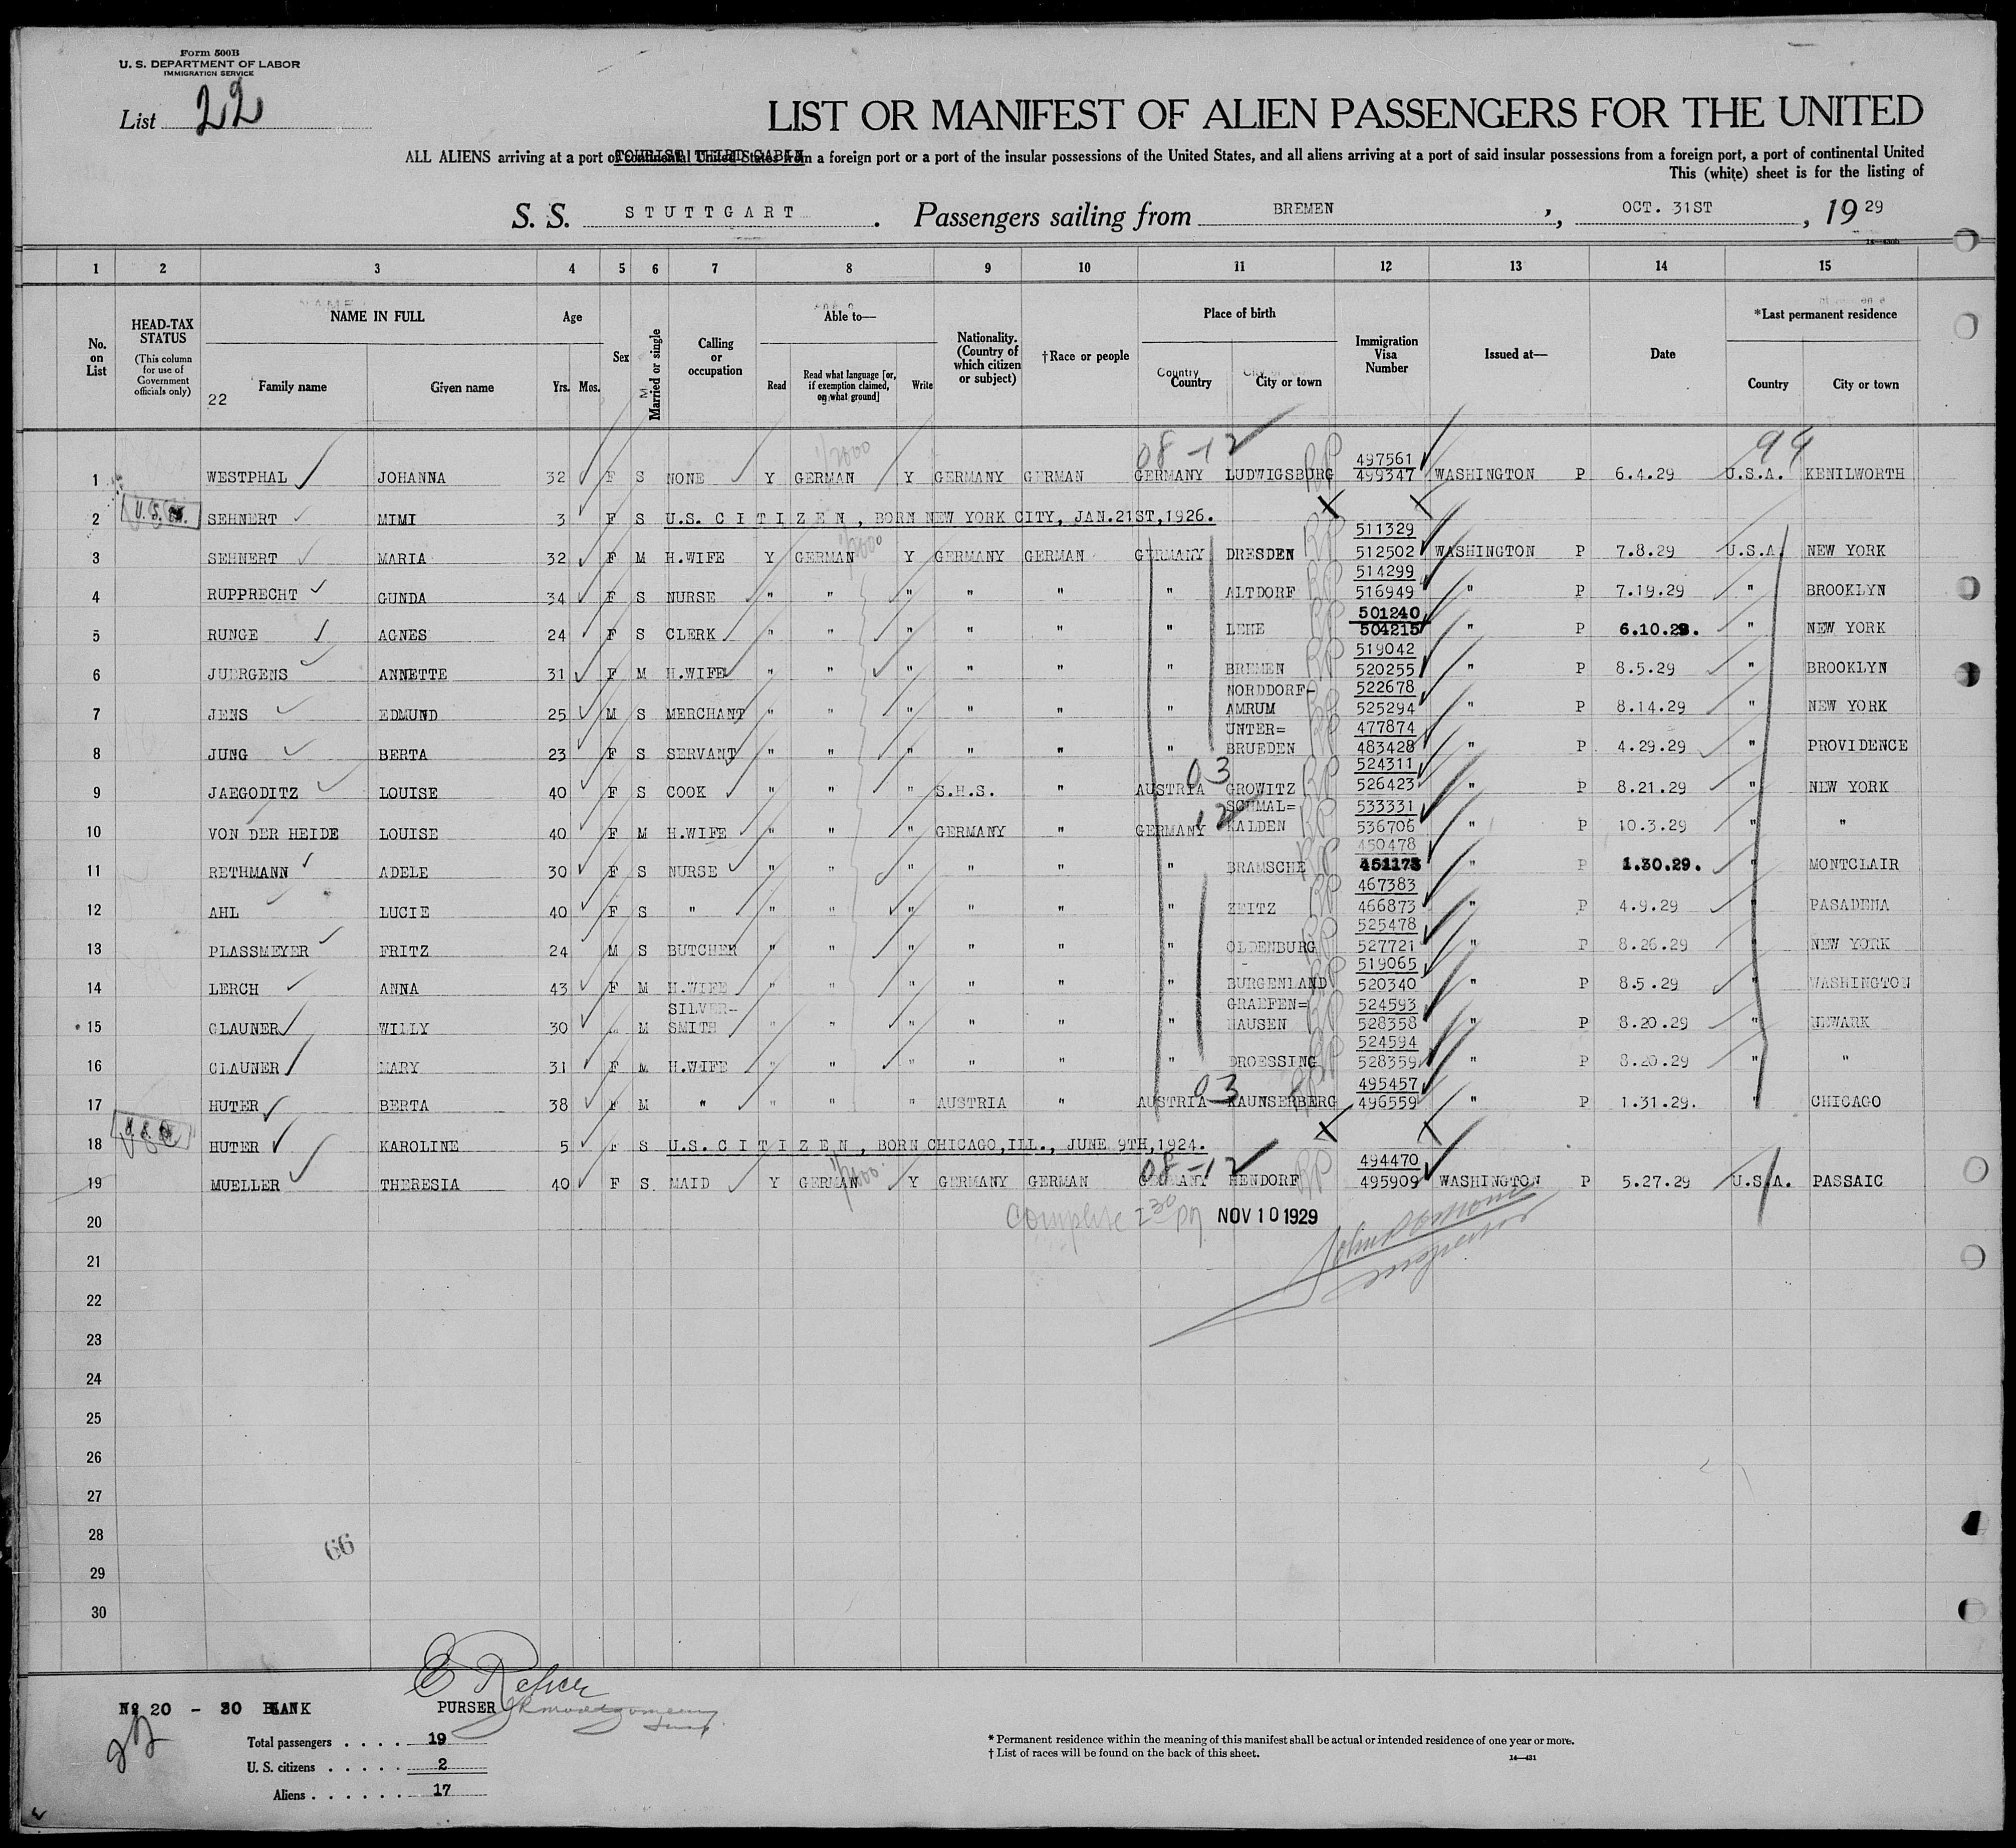 Form 500B
U. S. DEPARTMENT OF LABOR
IMMIGRATION SERVICE
List 22
LIST OR MANIFEST OF ALIEN PASSENGERS FOR THE UNITED
TOURIST THIRD CABIN
ALL ALIENS arriving at a port of continental United States from a foreign port or a port of the insular possessions of the United States, and all aliens arriving at a port of said insular possessions from a foreign port, a port of continental United
This (white) sheet is for the listing of
S. S. STUTTGART. Passengers sailing from BREMEN, OCT. 31ST, 1929
1 2 3 4 5 6 7 8 9 10 11 12 13 14 15
No. on List
HEAD-TAX STATUS (This column for use of Government officials only)
NAME IN FULL
22 Family name Given name
Age Yrs. Mos.
Sex
Married or single
Calling or occupation
Able to— Read Read what language [or, if exemption claimed, on what ground] Write
Nationality. (Country of which citizen or subject)
†Race or people
Place of birth Country City or town
Immigration Visa Number
Issued at—
Date
*Last permanent residence Country City or town
08-12 99
497561
1 WESTPHAL JOHANNA 32 F S NONE Y GERMAN Y GERMANY GERMAN GERMANY LUDWIGSBURG 499347 WASHINGTON P 6.4.29 U.S.A. KENILWORTH
2 SEHNERT MIMI 3 F S U.S. CITIZEN, BORN NEW YORK CITY, JAN.21ST,1926.
511329
3 SEHNERT MARIA 32 F M H.WIFE Y GERMAN Y GERMANY GERMAN GERMANY DRESDEN 512502 WASHINGTON P 7.8.29 U.S.A. NEW YORK
514299
4 RUPPRECHT GUNDA 34 F S NURSE " " " " " " ALTDORF 516949 " P 7.19.29 " BROOKLYN
501240
5 RUNGE AGNES 24 F S CLERK " " " " " " LEHE 504215 " P 6.10.29. " NEW YORK
519042
6 JUERGENS ANNETTE 31 F M H.WIFE " " " " " " BREMEN 520255 " P 8.5.29 " BROOKLYN
NORDDORF- 522678
7 JENS EDMUND 25 M S MERCHANT " " " " " " AMRUM 525294 " P 8.14.29 " NEW YORK
UNTER= 477874
8 JUNG BERTA 23 F S SERVANT " " " " " " BRUEDEN 483428 " P 4.29.29 " PROVIDENCE
03 524311
9 JAEGODITZ LOUISE 40 F S COOK " " " S.H.S. " AUSTRIA GROWITZ 526423 " P 8.21.29 " NEW YORK
12 SCHMAL= 533331
10 VON DER HEIDE LOUISE 40 F M H.WIFE " " " GERMANY " GERMANY KALDEN 536706 " P 10.3.29 " "
450478
11 RETHMANN ADELE 30 F S NURSE " " " " " " BRAMSCHE 451173 " P 1.30.29. " MONTCLAIR
467383
12 AHL LUCIE 40 F S " " " " " " " ZEITZ 466873 " P 4.9.29 " PASADENA
525478
13 PLASSMEYER FRITZ 24 M S BUTCHER " " " " " " OLDENBURG 527721 " P 8.26.29 " NEW YORK
519065
14 LERCH ANNA 43 F M H.WIFE " " " " " " BURGENLAND 520340 " P 8.5.29 " WASHINGTON
SILVER- GRAEFEN= 524593
15 CLAUNER WILLY 30 M SMITH " " " " " " HAUSEN 528358 " P 8.20.29 " NEWARK
524594
16 CLAUNER MARY 31 F M H.WIFE " " " " " " DROESSING 528359 " P 8.20.29 " "
03 495457
17 HUTER BERTA 38 F M " " " " AUSTRIA " AUSTRIA KAUNSERBERG 496559 " P 1.31.29. " CHICAGO
18 HUTER KAROLINE 5 F S U.S. CITIZEN, BORN CHICAGO,ILL., JUNE 9TH,1924.
08-12 494470
19 MUELLER THERESIA 40 F S MAID Y GERMAN Y GERMANY GERMAN GERMANY HENDORF 495909 WASHINGTON P 5.27.29 U.S.A. PASSAIC
20 Complete NOV 10 1929
21
22
23
24
25
26
27
28
66
29
30
No 20 - 30 BLANK
PURSER
22
Total passengers . . . . 19
U. S. citizens . . . . . 2
Aliens . . . . . . 17
* Permanent residence within the meaning of this manifest shall be actual or intended residence of one year or more.
† List of races will be found on the back of this sheet.
14—431